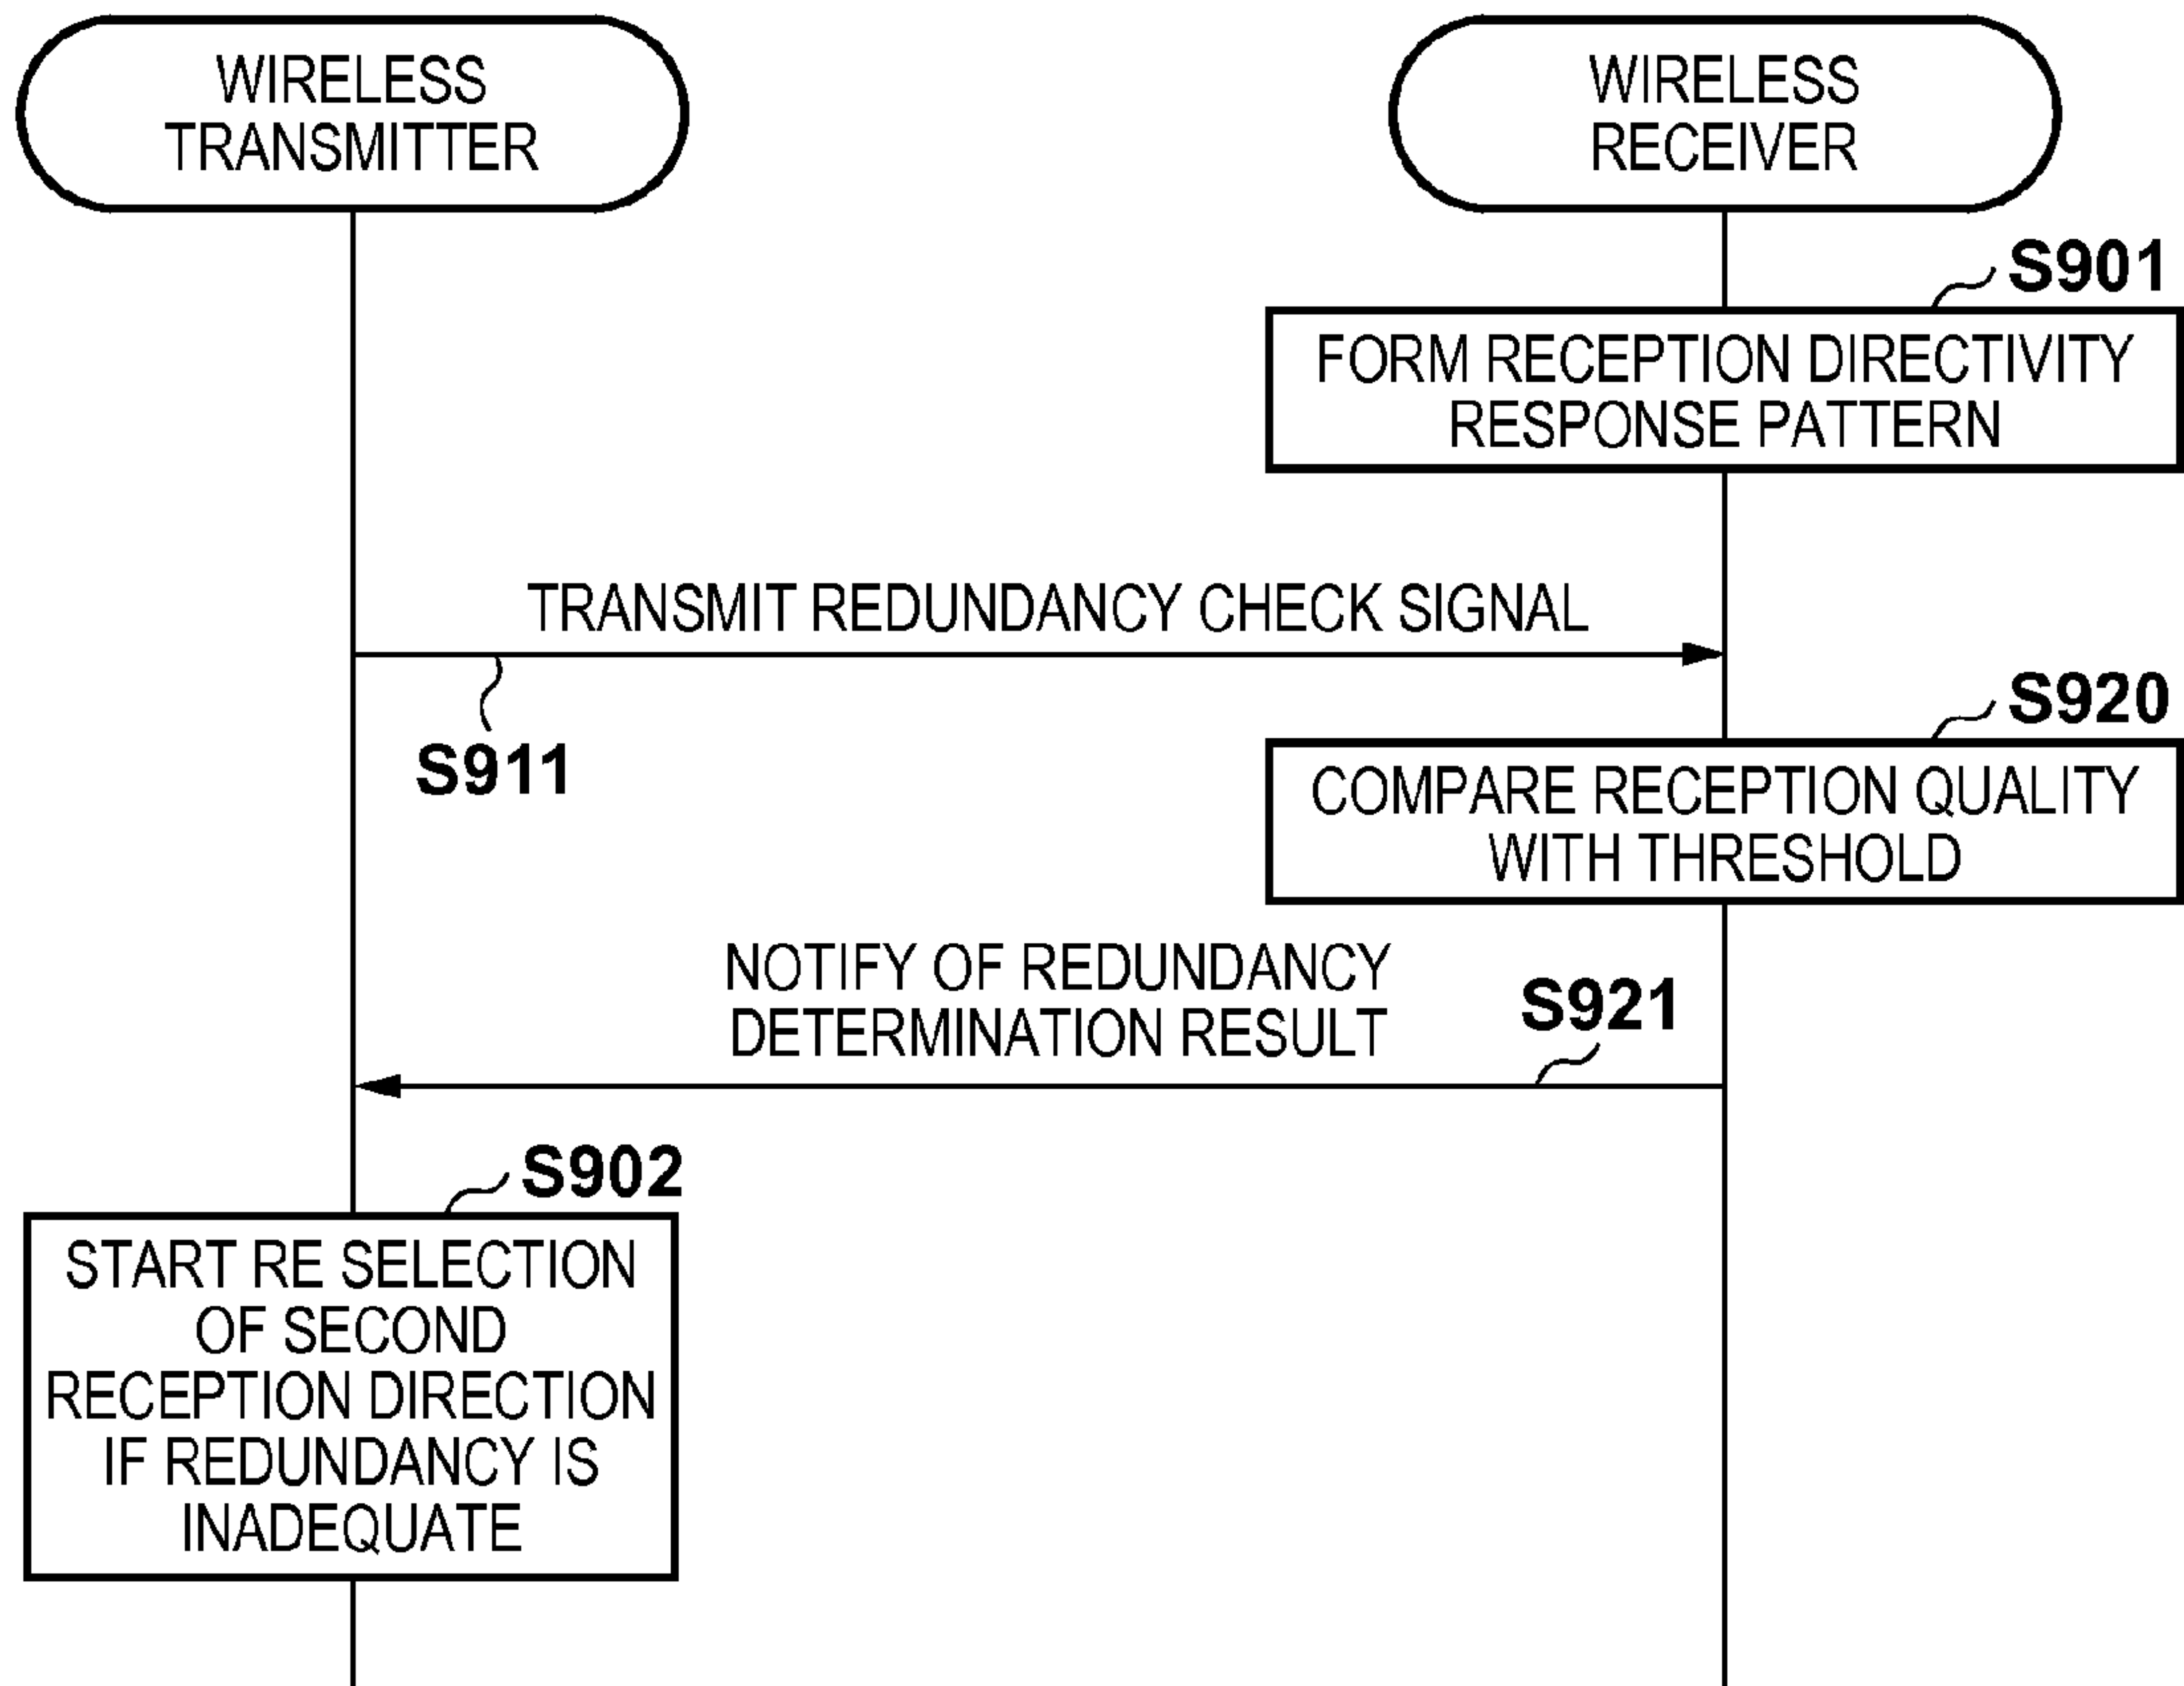 WIRELESS
TRANSMITTER
WIRELESS
RECEIVER
S901
FORM RECEPTION DIRECTIVITY
RESPONSE PATTERN
TRANSMIT REDUNDANCY CHECK SIGNAL
S911
S920
COMPARE RECEPTION QUALITY
WITH THRESHOLD
NOTIFY OF REDUNDANCY
DETERMINATION RESULT
S921
S902
START RE SELECTION
OF SECOND
RECEPTION DIRECTION
IF REDUNDANCY IS
INADEQUATE